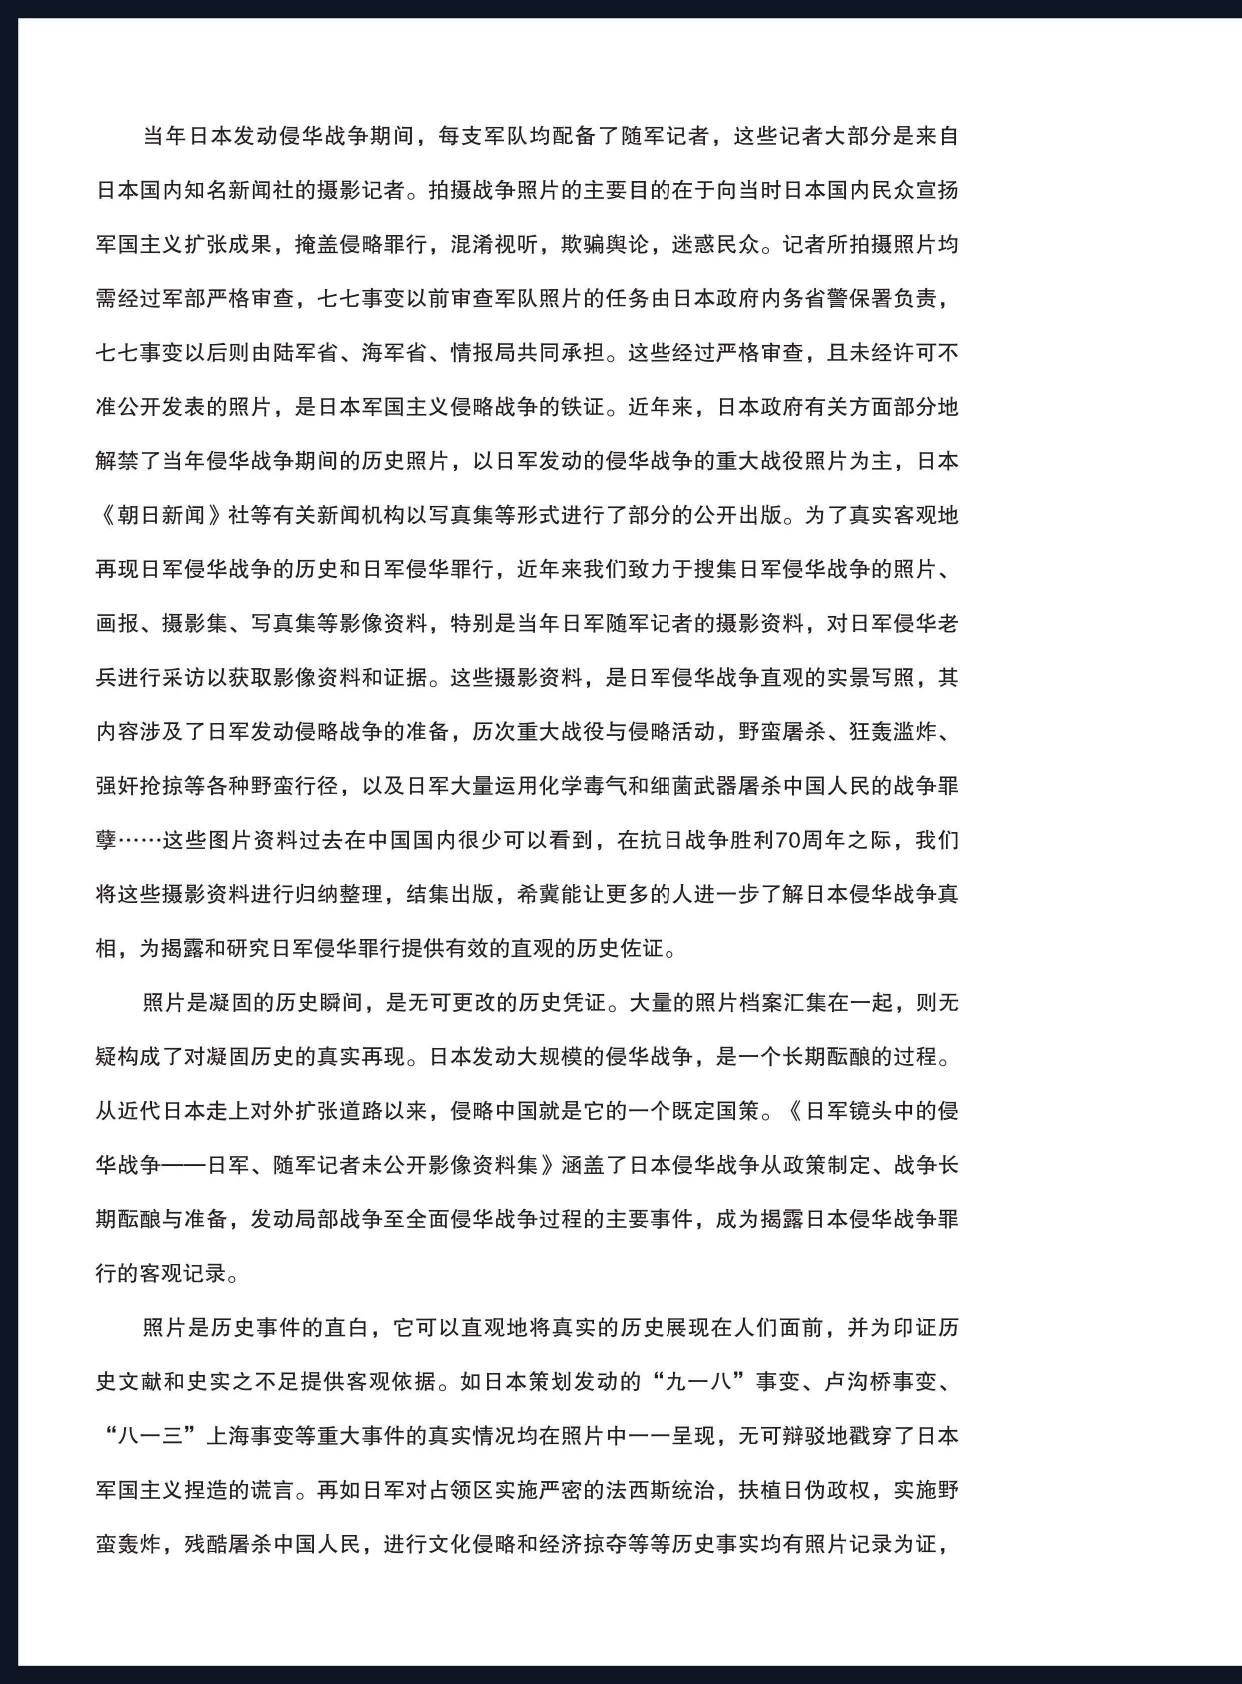 当年日本发动侵华战争期间，每支军队均配备了随军记者，这些记者大部分是来自
日本国内知名新闻社的摄影记者。拍摄战争照片的主要目的在于向当时日本国内民众宣扬
军国主义扩张成果，掩盖侵略罪行，混淆视听，欺骗舆论，迷惑民众。记者所拍摄照片均
需经过军部严格审查，七七事变以前审查军队照片的任务由日本政府内务省警保署负责，
七七事变以后则由陆军省、海军省、情报局共同承担。这些经过严格审查，且未经许可不
准公开发表的照片，是日本军国主义侵略战争的铁证。近年来，日本政府有关方面部分地
解禁了当年侵华战争期间的历史照片，以日军发动的侵华战争的重大战役照片为主，日本
《朝日新闻》社等有关新闻机构以写真集等形式进行了部分的公开出版。为了真实客观地
再现日军侵华战争的历史和日军侵华罪行，近年来我们致力于搜集日军侵华战争的照片、
画报、摄影集、写真集等影像资料，特别是当年日军随军记者的摄影资料，对日军侵华老
兵进行采访以获取影像资料和证据。这些摄影资料，是日军侵华战争直观的实景写照，其
内容涉及了日军发动侵略战争的准备，历次重大战役与侵略活动，野蛮屠杀、狂轰滥炸、
强奸抢掠等各种野蛮行径，以及日军大量运用化学毒气和细菌武器屠杀中国人民的战争罪
孽……这些图片资料过去在中国国内很少可以看到，在抗日战争胜利70周年之际，我们
将这些摄影资料进行归纳整理，结集出版，希冀能让更多的人进一步了解日本侵华战争真
相，为揭露和研究日军侵华罪行提供有效的直观的历史佐证。
照片是凝固的历史瞬间，是无可更改的历史凭证。大量的照片档案汇集在一起，则无
疑构成了对凝固历史的真实再现。日本发动大规模的侵华战争，是一个长期酝酿的过程。
从近代日本走上对外扩张道路以来，侵略中国就是它的一个既定国策。《日军镜头中的侵
华战争——日军、随军记者未公开影像资料集》涵盖了日本侵华战争从政策制定、战争长
期酝酿与准备，发动局部战争至全面侵华战争过程的主要事件，成为揭露日本侵华战争罪
行的客观记录。
照片是历史事件的直白，它可以直观地将真实的历史展现在人们面前，并为印证历
史文献和史实之不足提供客观依据。如日本策划发动的“九一八”事变、卢沟桥事变、
“八一三”上海事变等重大事件的真实情况均在照片中一一呈现，无可辩驳地戳穿了日本
军国主义捏造的谎言。再如日军对占领区实施严密的法西斯统治，扶植日伪政权，实施野
蛮轰炸，残酷屠杀中国人民，进行文化侵略和经济掠夺等等历史事实均有照片记录为证，